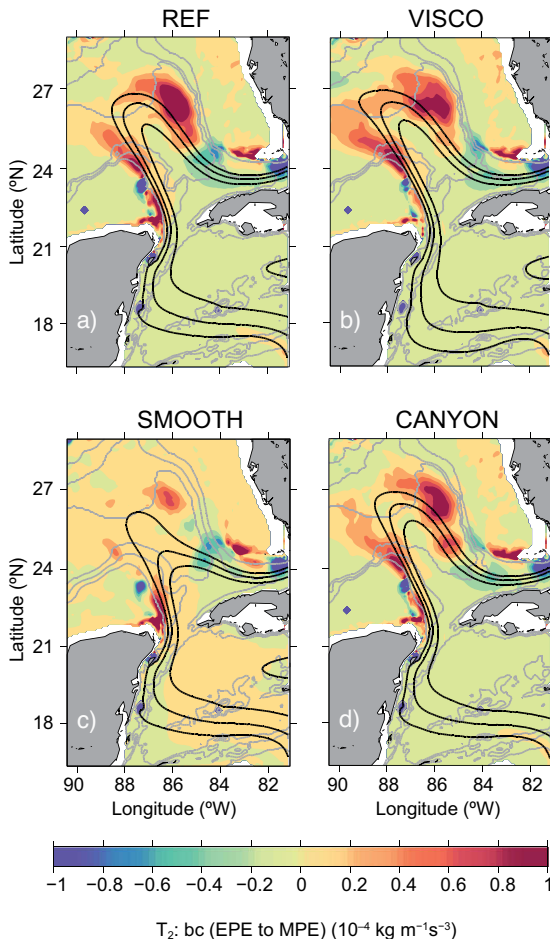 REF VISCO
27
24
21
18
Latitude (ºN)
a) b)
SMOOTH CANYON
27
24
21
18
Latitude (ºN)
c) d)
90 88 86 84 82 90 88 86 84 82
Longitude (ºW) Longitude (ºW)
−1 −0.8 −0.6 −0.4 −0.2 0 0.2 0.4 0.6 0.8 1
T₂: bc (EPE to MPE) (10⁻⁴ kg m⁻¹s⁻³)